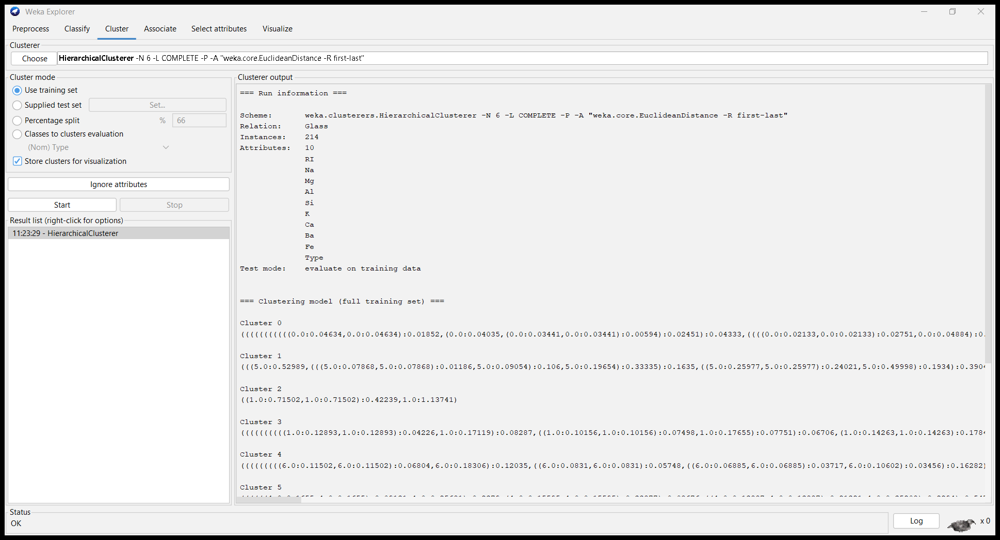 Weka Explorer
Preprocess Classify Cluster Associate Select attributes Visualize
Clusterer
Choose HierarchicalClusterer -N 6 -L COMPLETE -P -A "weka.core.EuclideanDistance -R first-last"
Cluster mode
Use training set
Supplied test set Set...
Percentage split % 66
Classes to clusters evaluation
(Nom) Type
Store clusters for visualization
Ignore attributes
Start Stop
Result list (right-click for options)
11:23:29 - HierarchicalClusterer
Clusterer output
=== Run information ===
Scheme: weka.clusterers.HierarchicalClusterer -N 6 -L COMPLETE -P -A "weka.core.EuclideanDistance -R first-last"
Relation: Glass
Instances: 214
Attributes: 10
RI
Na
Mg
Al
Si
K
Ca
Ba
Fe
Type
Test mode: evaluate on training data
=== Clustering model (full training set) ===
Cluster 0
(((((((((((0.0:0.04634,0.0:0.04634):0.01852,(0.0:0.04035,(0.0:0.03441,0.0:0.03441):0.00594):0.02451):0.04333,((((0.0:0.02133,0.0:0.02133):0.02751,0.0:0.04884):0.
Cluster 1
(((5.0:0.52989,(((5.0:0.07868,5.0:0.07868):0.01186,5.0:0.09054):0.106,5.0:0.19654):0.33335):0.1635,((5.0:0.25977,5.0:0.25977):0.24021,5.0:0.49998):0.1934):0.3904
Cluster 2
((1.0:0.71502,1.0:0.71502):0.42239,1.0:1.13741)
Cluster 3
((((((((((1.0:0.12893,1.0:0.12893):0.04226,1.0:0.17119):0.08287,((1.0:0.10156,1.0:0.10156):0.07498,1.0:0.17655):0.07751):0.06706,(1.0:0.14263,1.0:0.14263):0.1784
Cluster 4
(((((((((6.0:0.11502,6.0:0.11502):0.06804,6.0:0.18306):0.12035,((6.0:0.0831,6.0:0.0831):0.05748,((6.0:0.06885,6.0:0.06885):0.03717,6.0:0.10602):0.03456):0.16282)
Cluster 5
Status
OK
Log
x 0